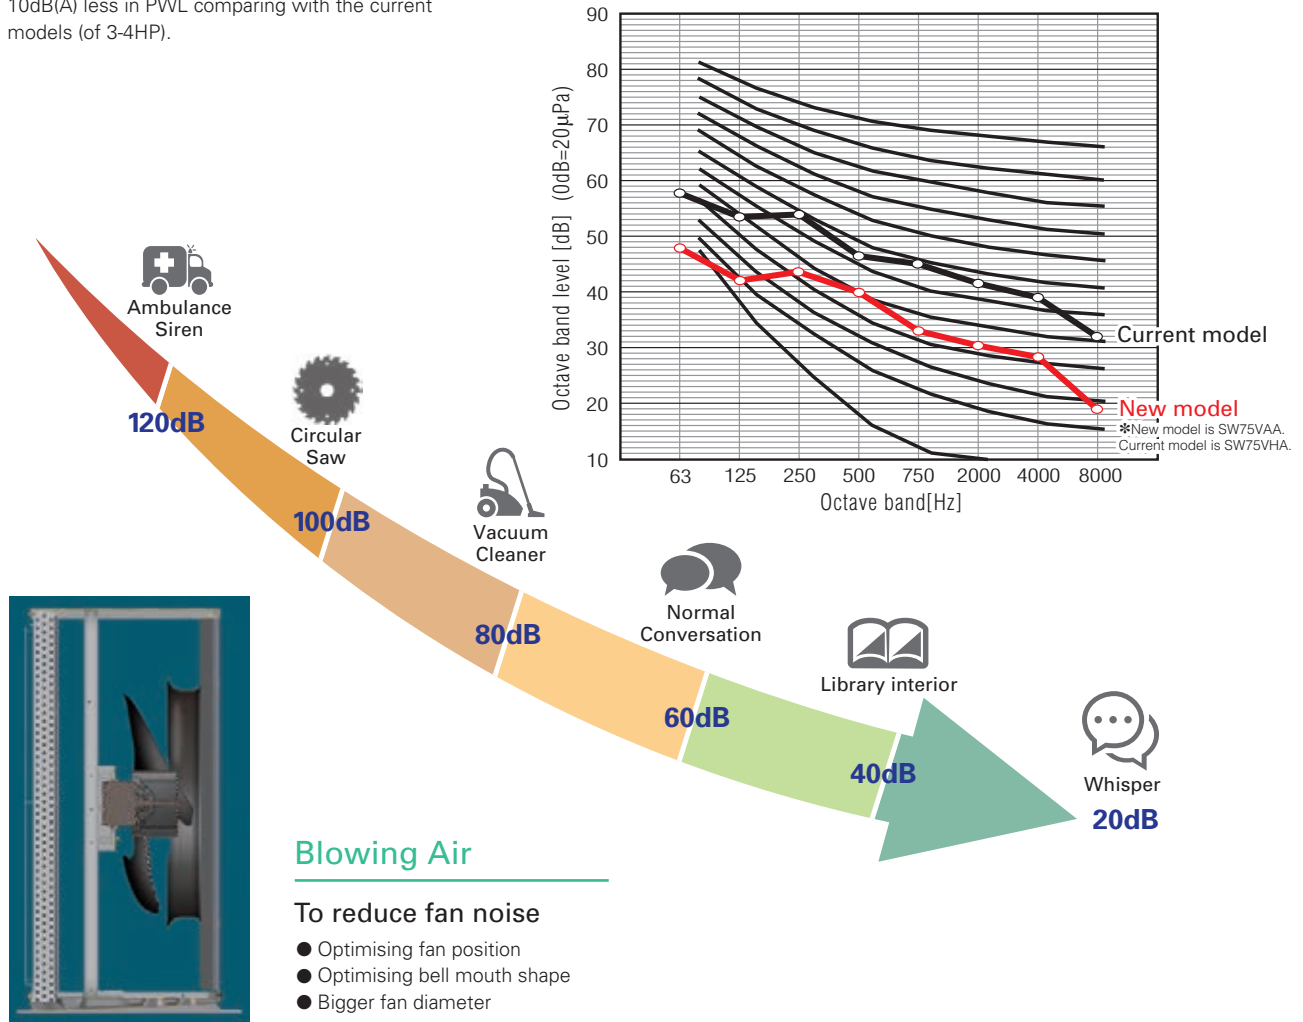 10dB(A) less in PWL comparing with the current
models (of 3-4HP).
Octave band level [dB] (0dB=20μPa)
90
80
70
60
50
40
30
20
10
63 125 250 500 750 2000 4000 8000
Octave band[Hz]
Current model
New model
✻New model is SW75VAA.
Current model is SW75VHA.
Ambulance
Siren
120dB
Circular
Saw
100dB
Vacuum
Cleaner
80dB
Normal
Conversation
60dB
Library interior
40dB
Whisper
20dB
Blowing Air
To reduce fan noise
● Optimising fan position
● Optimising bell mouth shape
● Bigger fan diameter